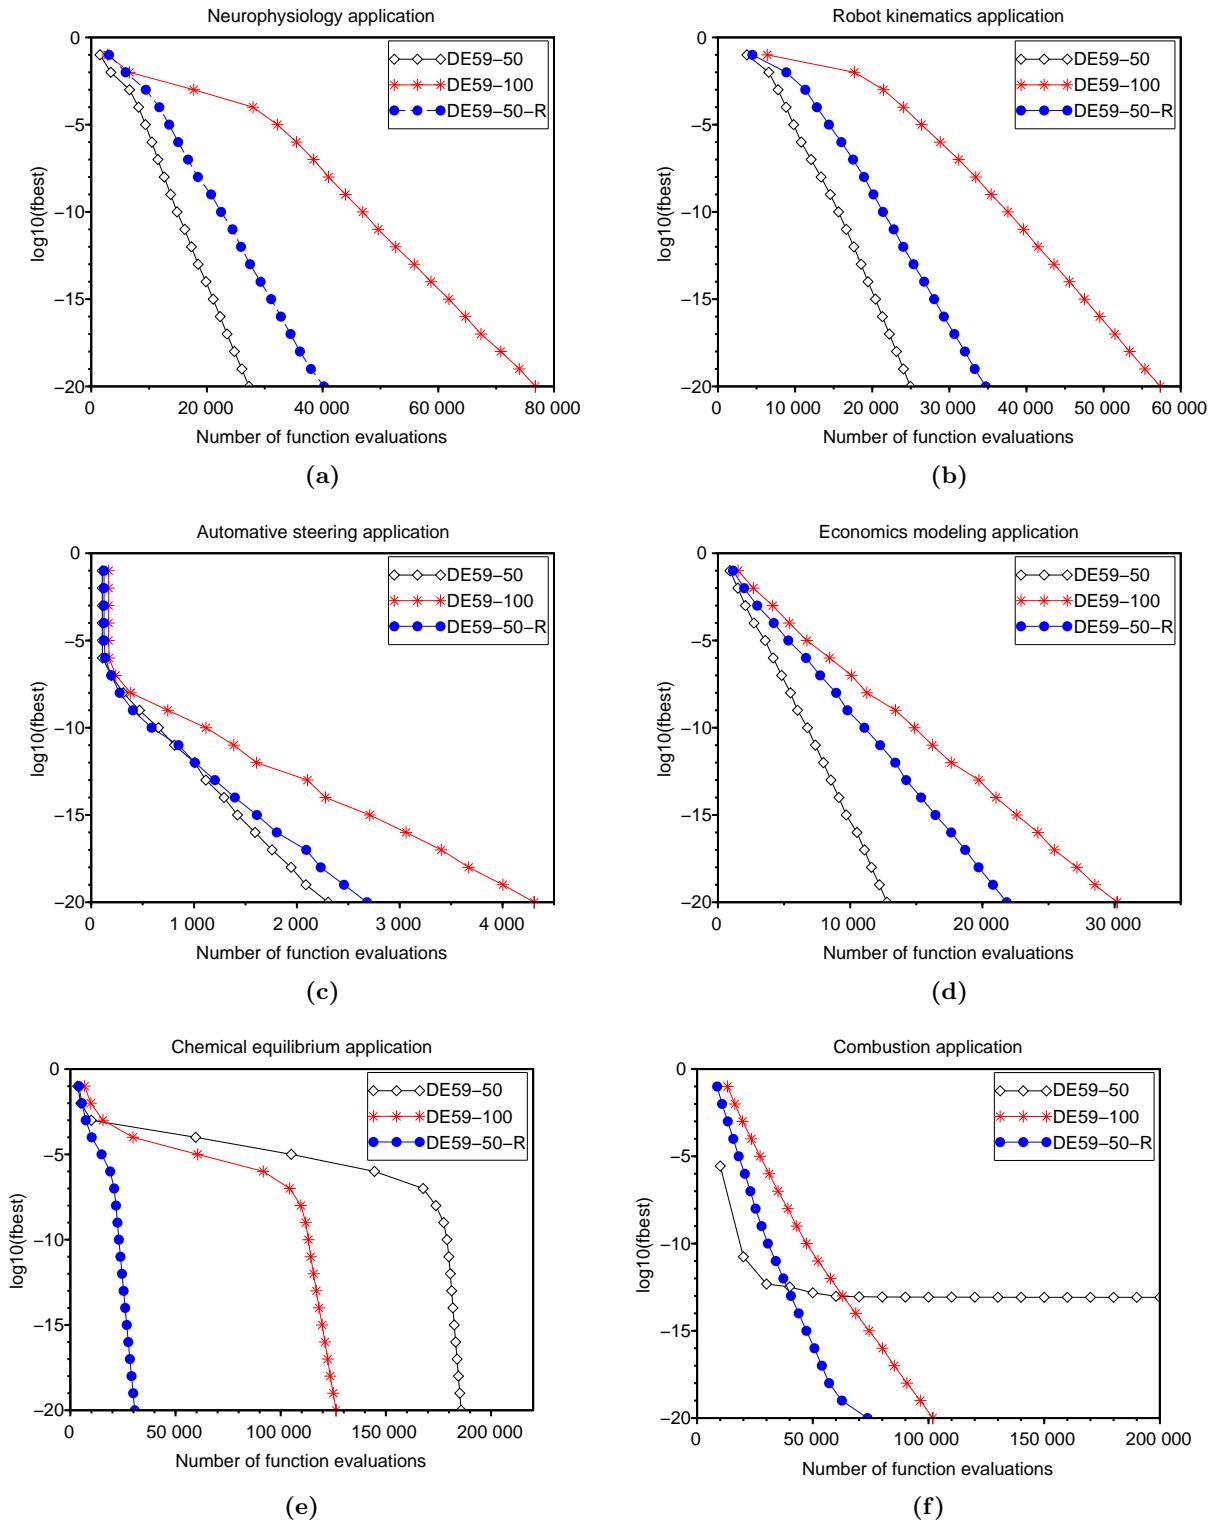 Neurophysiology application
0
−5
−10
−15
−20
log10(fbest)
DE59−50
DE59−100
DE59−50−R
0 20 000 40 000 60 000 80 000
Number of function evaluations
(a)
Robot kinematics application
0
−5
−10
−15
−20
log10(fbest)
DE59−50
DE59−100
DE59−50−R
0 10 000 20 000 30 000 40 000 50 000 60 000
Number of function evaluations
(b)
Automative steering application
0
−5
−10
−15
−20
log10(fbest)
DE59−50
DE59−100
DE59−50−R
0 1 000 2 000 3 000 4 000
Number of function evaluations
(c)
Economics modeling application
0
−5
−10
−15
−20
log10(fbest)
DE59−50
DE59−100
DE59−50−R
0 10 000 20 000 30 000
Number of function evaluations
(d)
Chemical equilibrium application
0
−5
−10
−15
−20
log10(fbest)
DE59−50
DE59−100
DE59−50−R
0 50 000 100 000 150 000 200 000
Number of function evaluations
(e)
Combustion application
0
−5
−10
−15
−20
log10(fbest)
DE59−50
DE59−100
DE59−50−R
0 50 000 100 000 150 000 200 000
Number of function evaluations
(f)